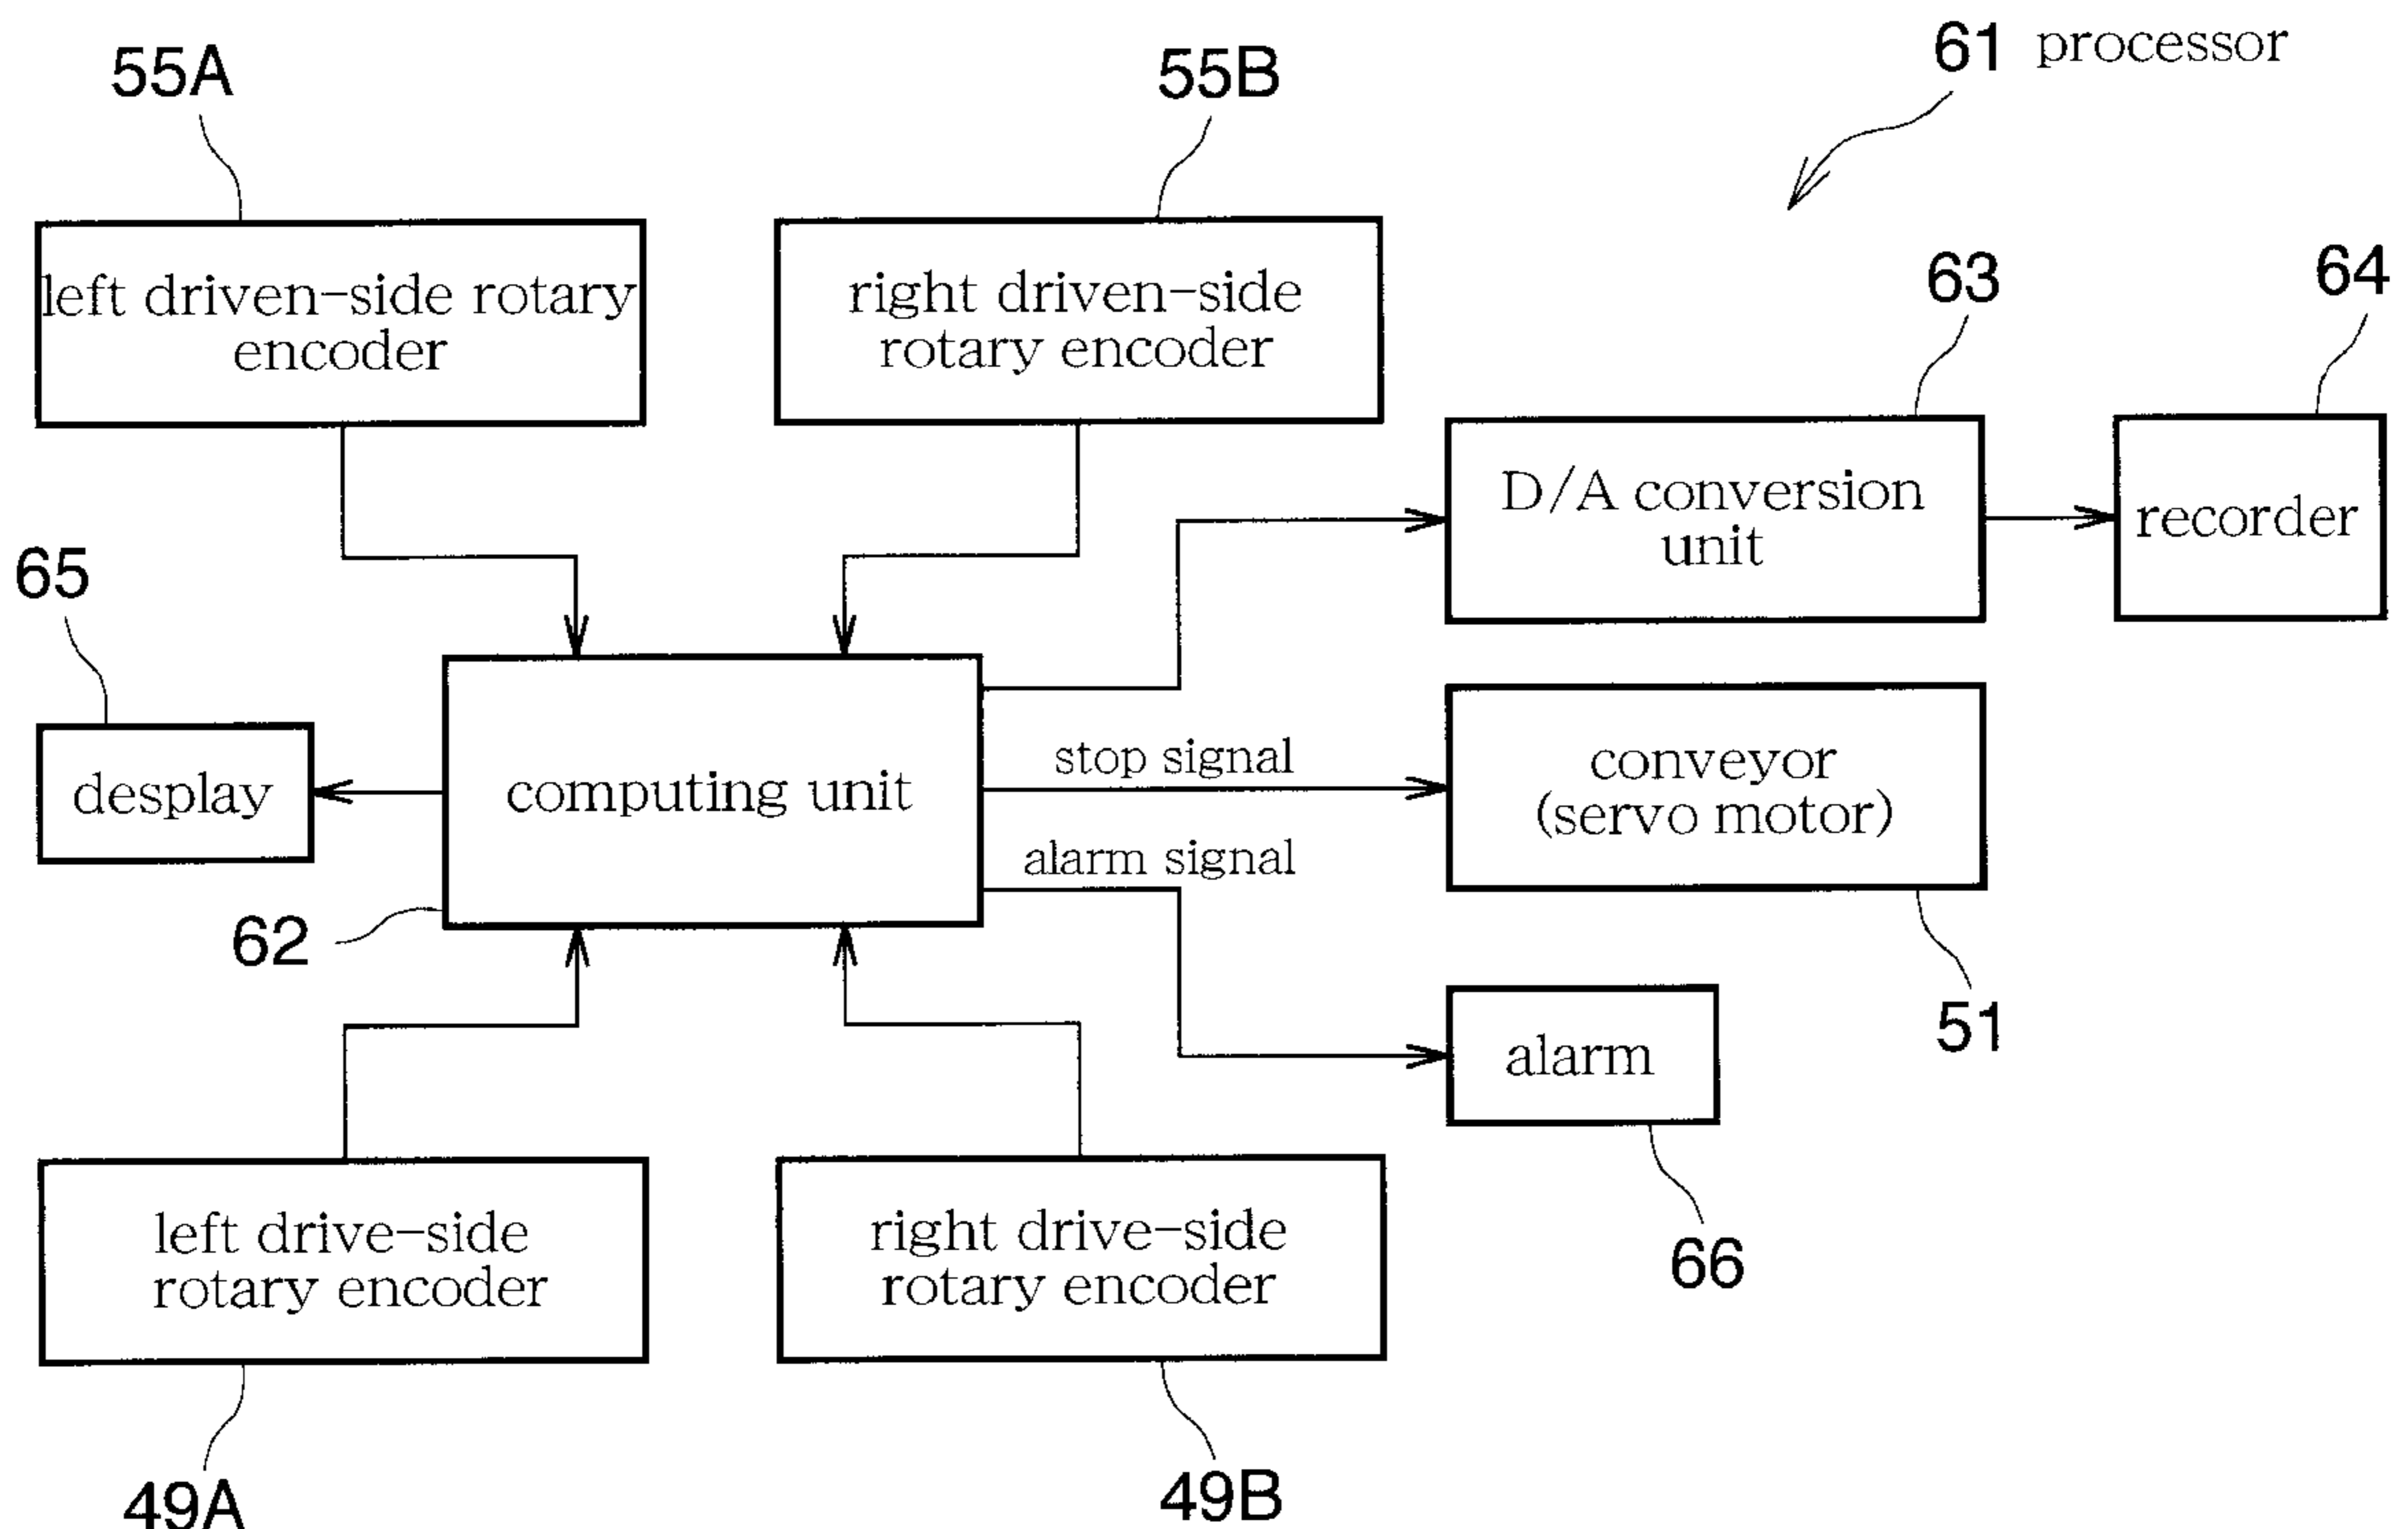 61 processor
55A
55B
left driven-side rotary
encoder
right driven-side
rotary encoder
63
64
D/A conversion
unit
recorder
65
desplay
computing unit
stop signal
conveyor
(servo motor)
alarm signal
62
51
alarm
66
left drive-side
rotary encoder
right drive-side
rotary encoder
49A
49B